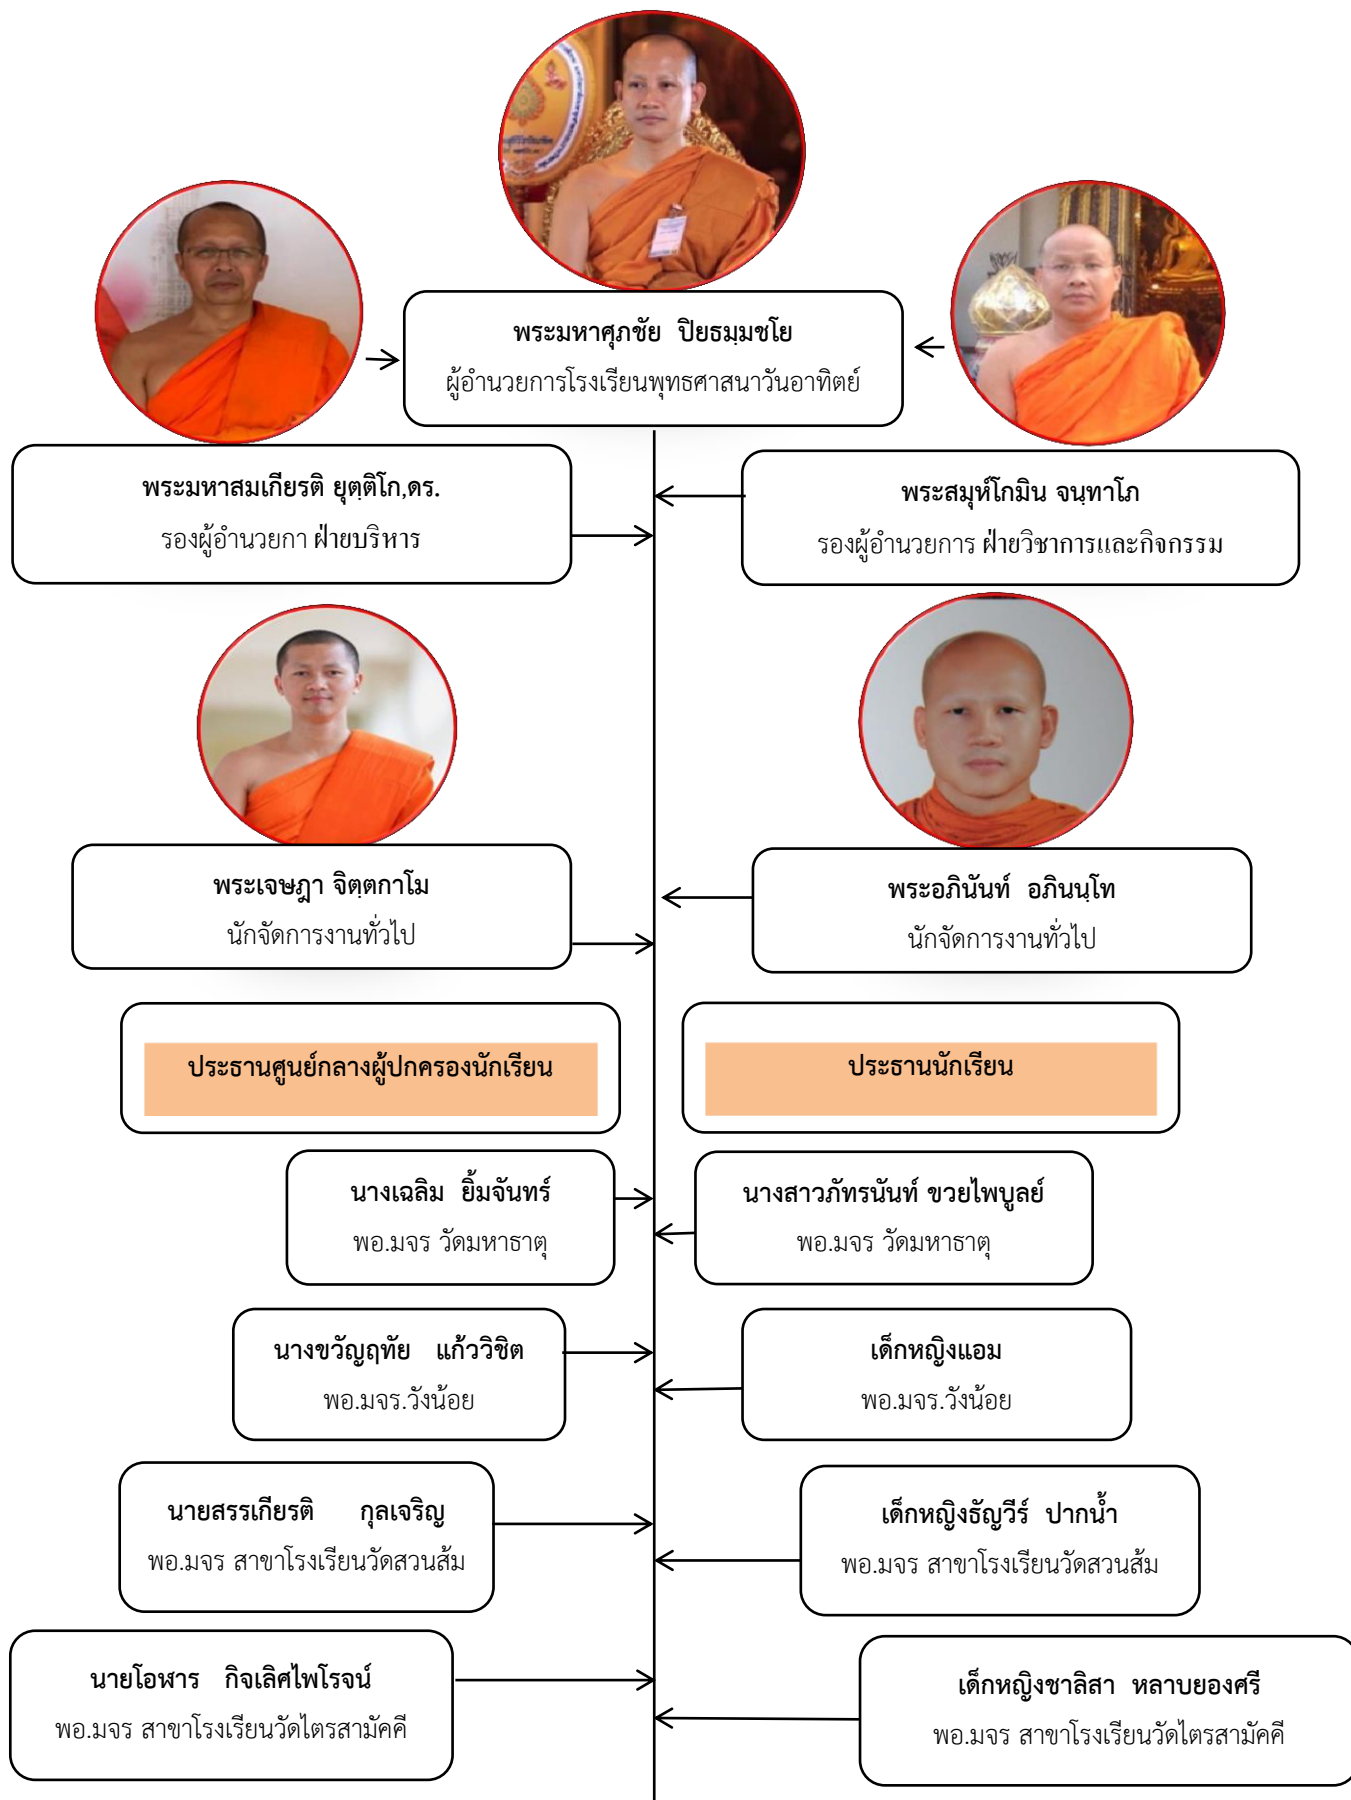 พระมหาศุภชัย ปิยธมฺมชโย
ผู้อำนวยการโรงเรียนพุทธศาสนาวันอาทิตย์
พระมหาสมเกียรติ ยุตฺติโก,ดร.
รองผู้อำนวยกา ฝ่ายบริหาร
พระสมุห์โกมิน จนฺทาโภ
รองผู้อำนวยการ ฝ่ายวิชาการและกิจกรรม
พระเจษฎา จิตฺตกาโม
นักจัดการงานทั่วไป
พระอภินันท์ อภินนฺโท
นักจัดการงานทั่วไป
ประธานศูนย์กลางผู้ปกครองนักเรียน
ประธานนักเรียน
นางเฉลิม ยิ้มจันทร์
พอ.มจร วัดมหาธาตุ
นางสาวภัทรนันท์ ขวยไพบูลย์
พอ.มจร วัดมหาธาตุ
นางขวัญฤทัย แก้ววิชิต
พอ.มจร.วังน้อย
เด็กหญิงแอม
พอ.มจร.วังน้อย
นายสรรเกียรติ กุลเจริญ
พอ.มจร สาขาโรงเรียนวัดสวนส้ม
เด็กหญิงธัญวีร์ ปากน้ำ
พอ.มจร สาขาโรงเรียนวัดสวนส้ม
นายโอฬาร กิจเลิศไพโรจน์
พอ.มจร สาขาโรงเรียนวัดไตรสามัคคี
เด็กหญิงชาลิสา หลาบยองศรี
พอ.มจร สาขาโรงเรียนวัดไตรสามัคคี